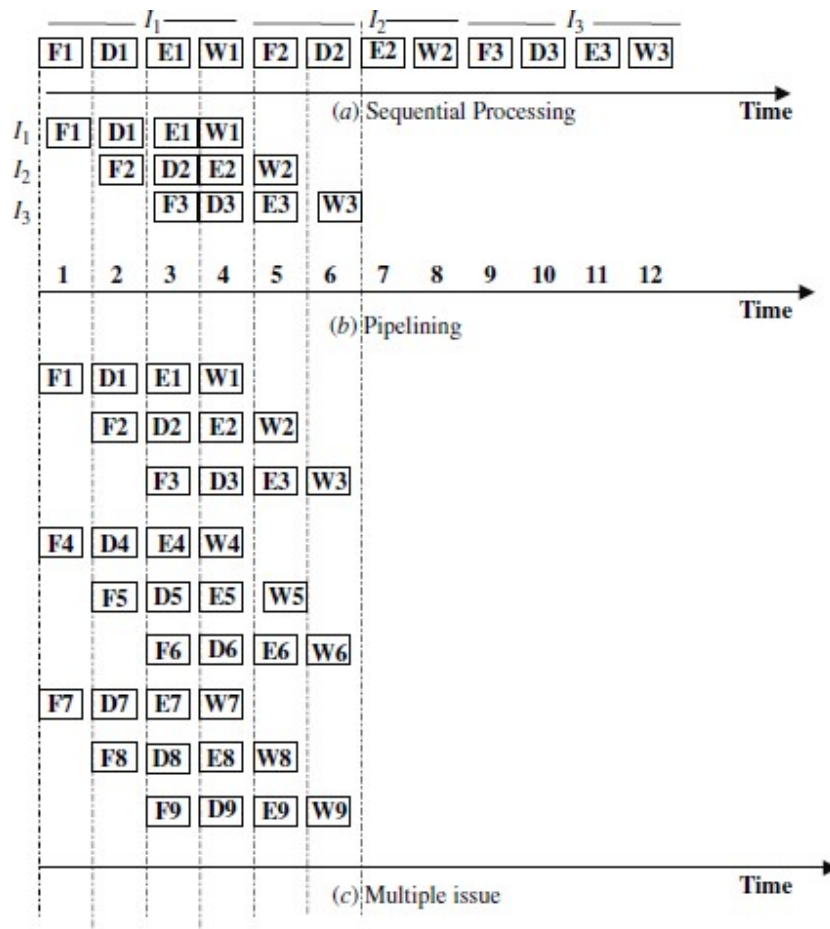 I1 I2 I3
F1 D1 E1 W1 F2 D2 E2 W2 F3 D3 E3 W3
(a) Sequential Processing Time
I1 F1 D1 E1 W1
I2 F2 D2 E2 W2
I3 F3 D3 E3 W3
1 2 3 4 5 6 7 8 9 10 11 12
Time
(b) Pipelining
F1 D1 E1 W1
F2 D2 E2 W2
F3 D3 E3 W3
F4 D4 E4 W4
F5 D5 E5 W5
F6 D6 E6 W6
F7 D7 E7 W7
F8 D8 E8 W8
F9 D9 E9 W9
(c) Multiple issue Time